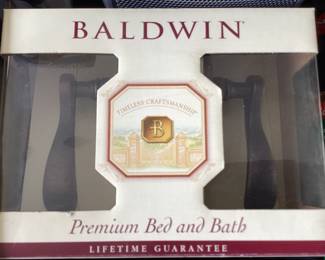 BALDWIN
TIMELESS CRAFTSMANSHIP
B
Premium Bed and Bath
LIFETIME GUARANTEE